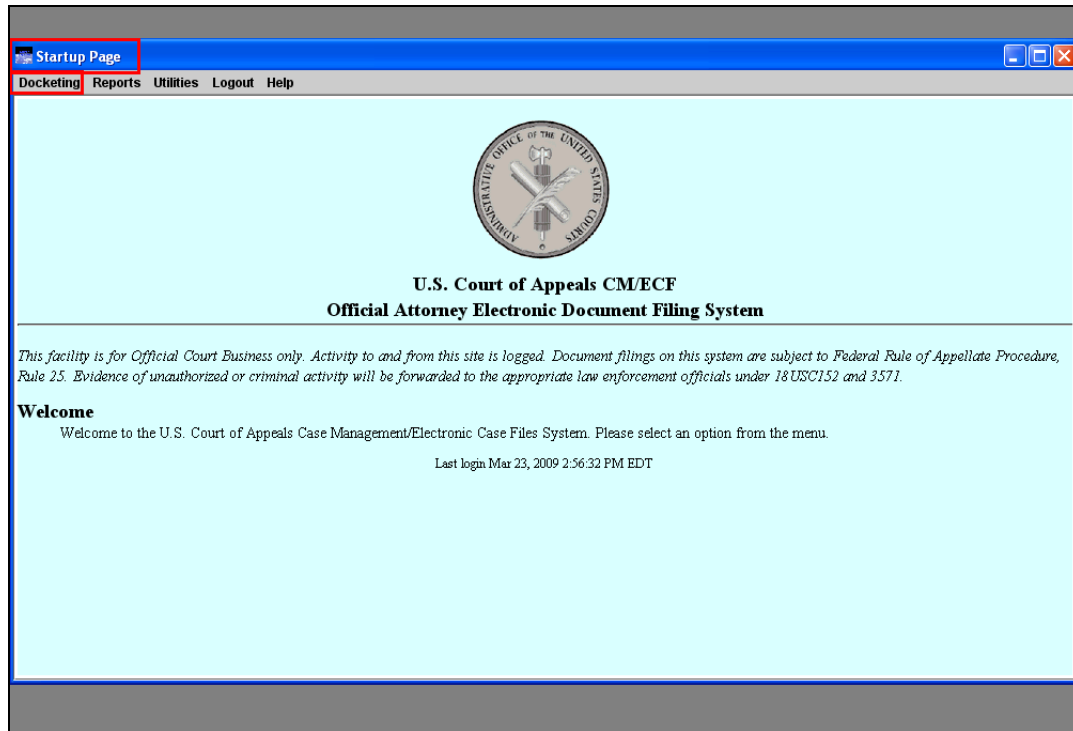 Startup Page
Docketing Reports Utilities Logout Help
ADMINISTRATIVE OFFICE OF THE UNITED STATES COURTS
U.S. Court of Appeals CM/ECF
Official Attorney Electronic Document Filing System
This facility is for Official Court Business only. Activity to and from this site is logged. Document filings on this system are subject to Federal Rule of Appellate Procedure,
Rule 25. Evidence of unauthorized or criminal activity will be forwarded to the appropriate law enforcement officials under 18 USC152 and 3571.
Welcome
Welcome to the U.S. Court of Appeals Case Management/Electronic Case Files System. Please select an option from the menu.
Last login Mar 23, 2009 2:56:32 PM EDT